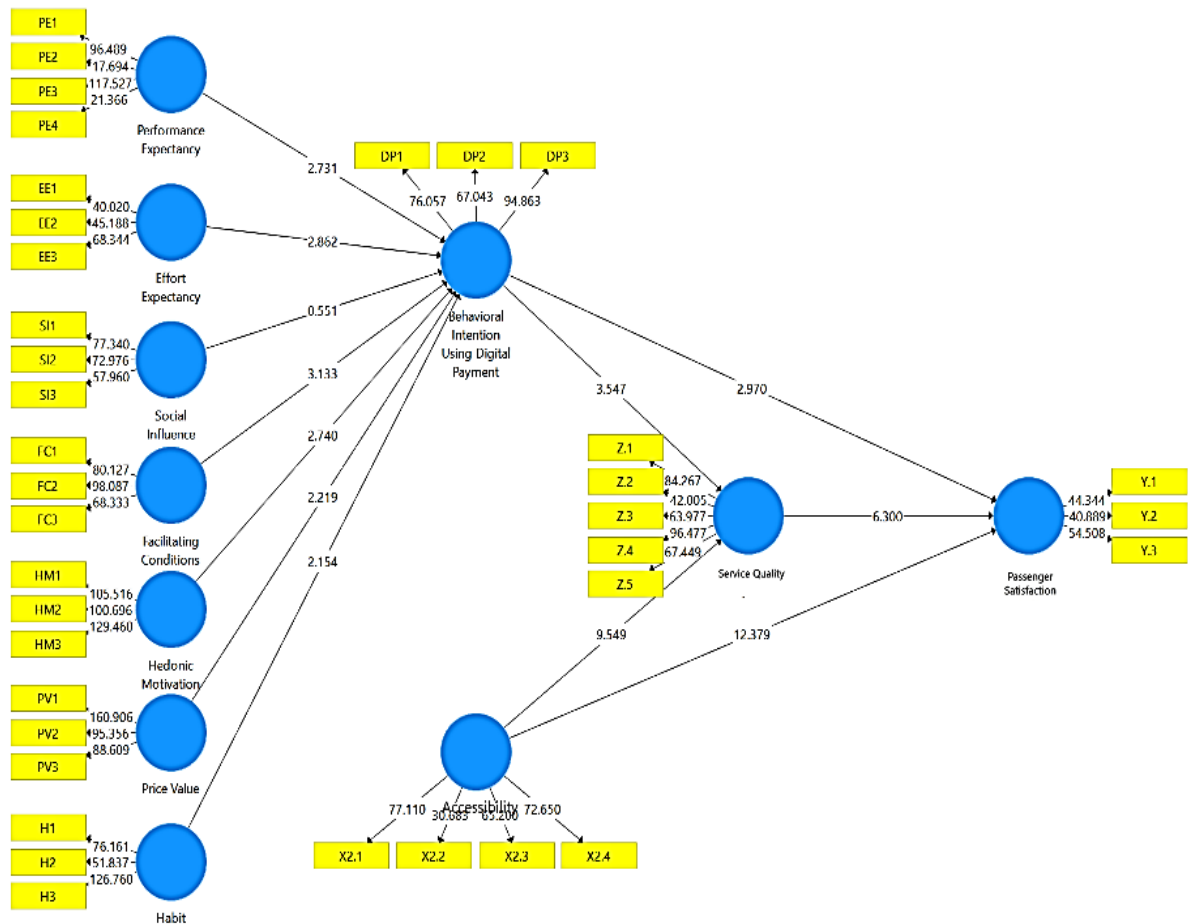 PE1
PE2
PE3
PE4
96.489
17.694
117.527
21.366
Performance
Expectancy
2.731
EE1
EE2
EE3
40.020
45.188
68.344
Effort
Expectancy
2.862
SI1
SI2
SI3
77.340
72.976
57.960
Social
Influence
0.551
FC1
FC2
FC3
80.127
98.087
68.333
Facilitating
Conditions
3.133
HM1
HM2
HM3
105.516
100.696
129.460
Hedonic
Motivation
2.740
PV1
PV2
PV3
160.906
95.356
88.609
Price Value
2.219
H1
H2
H3
76.161
51.837
126.760
Habit
2.154
DP1
DP2
DP3
76.057
67.043
94.863
Behavioral
Intention
Using Digital
Payment
3.547
2.970
Z.1
Z.2
Z.3
Z.4
Z.5
84.267
42.005
63.977
96.477
67.449
Service Quality
6.300
Y.1
Y.2
Y.3
44.344
40.889
54.508
Passenger
Satisfaction
9.549
12.379
Accessibility
77.110
30.685
65.200
72.650
X2.1
X2.2
X2.3
X2.4